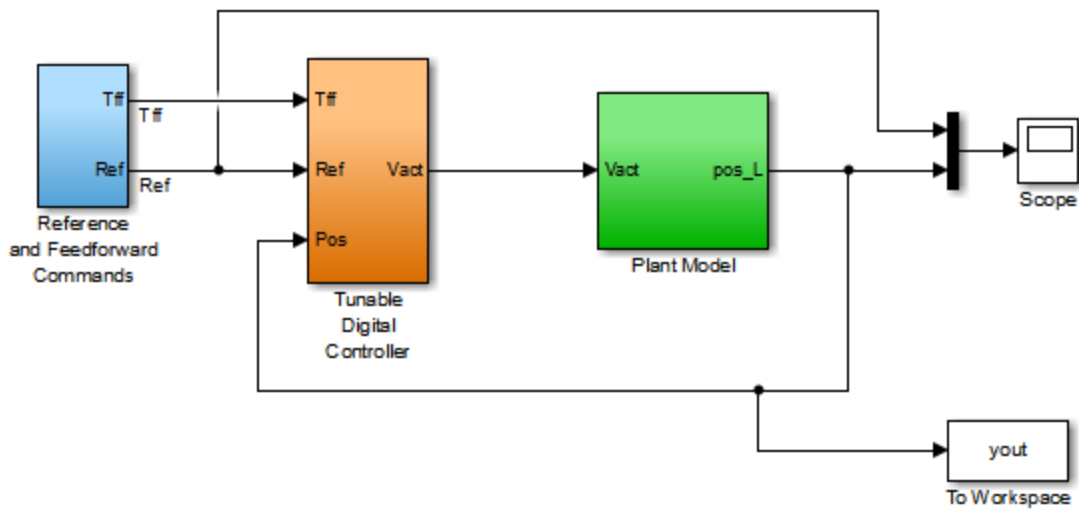 Tff
Tff
Ref
Ref
Reference
and Feedforward
Commands
Tff
Ref
Vact
Pos
Tunable
Digital
Controller
Vact
pos_L
Plant Model
Scope
yout
To Workspace